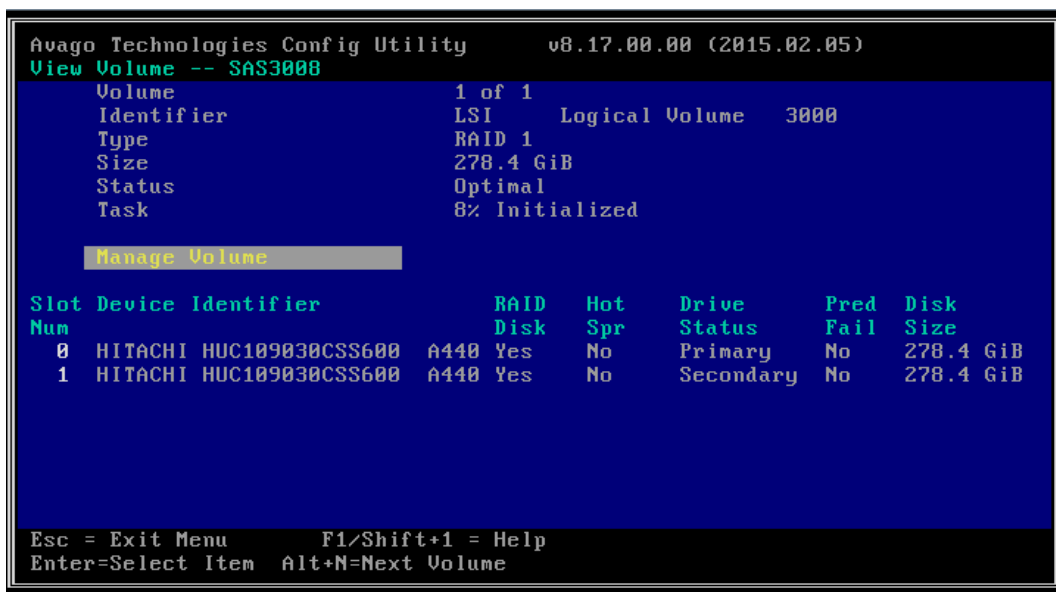 Avago Technologies Config Utility v8.17.00.00 (2015.02.05)
View Volume -- SAS3008
Volume 1 of 1
Identifier LSI Logical Volume 3000
Type RAID 1
Size 278.4 GiB
Status Optimal
Task 8% Initialized
Manage Volume
Slot Device Identifier RAID Hot Drive Pred Disk
Num Disk Spr Status Fail Size
0 HITACHI HUC109030CSS600 A440 Yes No Primary No 278.4 GiB
1 HITACHI HUC109030CSS600 A440 Yes No Secondary No 278.4 GiB
Esc = Exit Menu F1/Shift+1 = Help
Enter=Select Item Alt+N=Next Volume